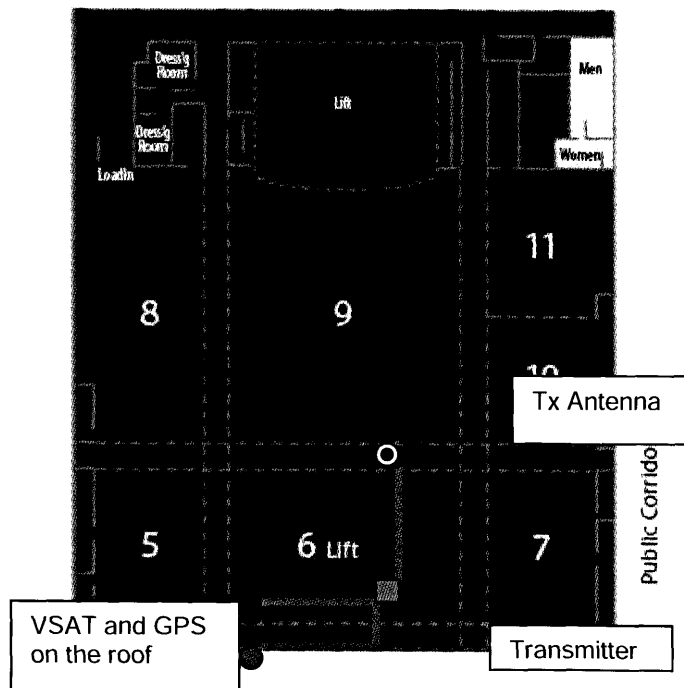 Dress'g
Room
Men
Lift
Dress'g
Room
Women
LoadIn
11
8
9
10
Tx Antenna
Public Corrido
5
6 Lift
7
VSAT and GPS
on the roof
Transmitter